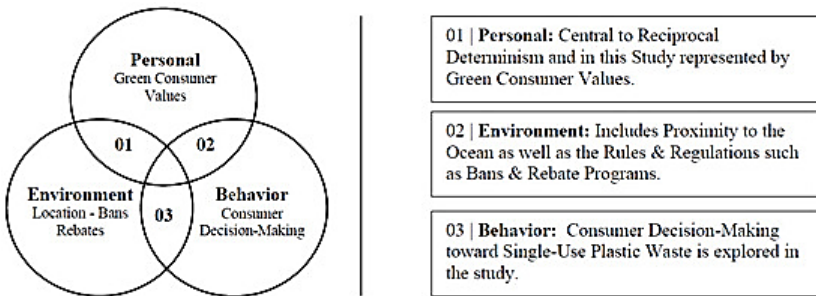 Personal
Green Consumer
Values
01
02
Environment
Location - Bans
Rebates
03
Behavior
Consumer
Decision-Making
01 | Personal: Central to Reciprocal
Determinism and in this Study represented by
Green Consumer Values.
02 | Environment: Includes Proximity to the
Ocean as well as the Rules & Regulations such
as Bans & Rebate Programs.
03 | Behavior: Consumer Decision-Making
toward Single-Use Plastic Waste is explored in
the study.